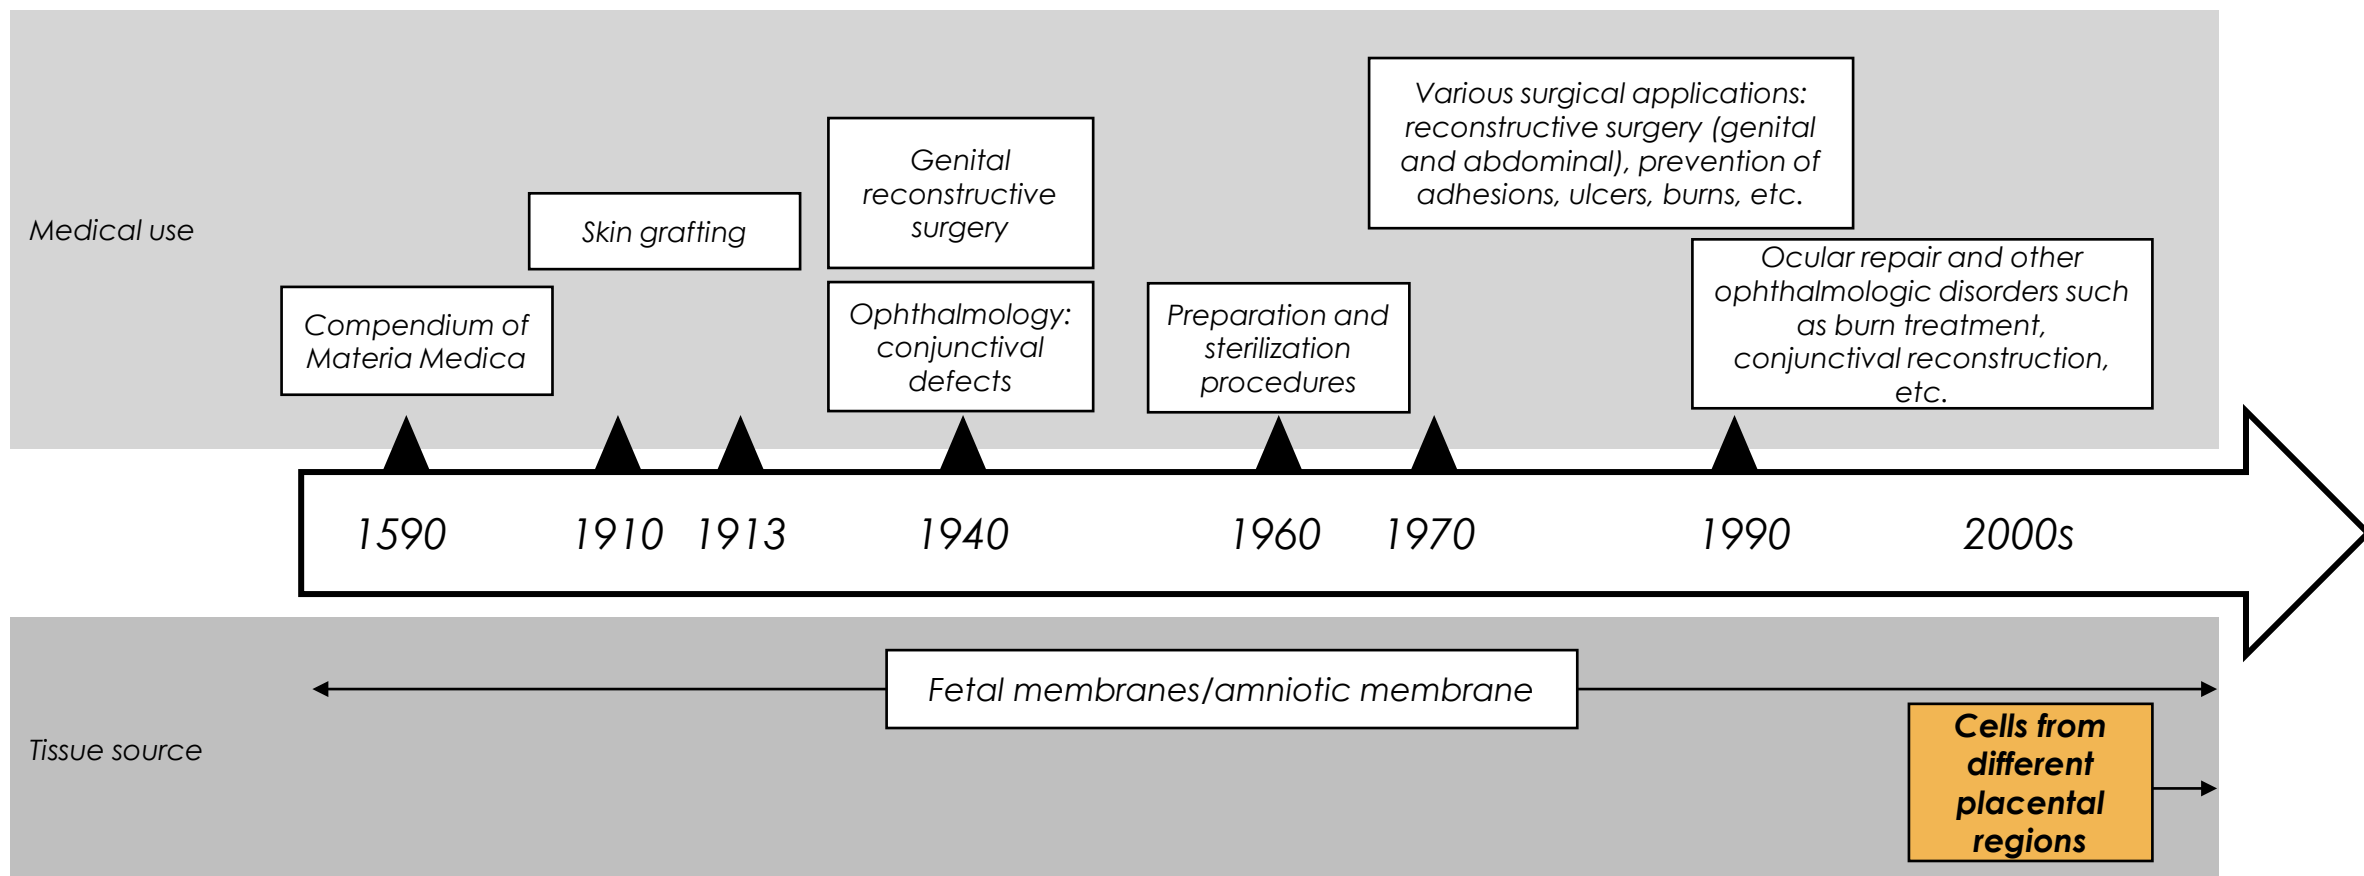 Medical use
Compendium of
Materia Medica
Skin grafting
Genital
reconstructive
surgery
Ophthalmology:
conjunctival
defects
Preparation and
sterilization
procedures
Various surgical applications:
reconstructive surgery (genital
and abdominal), prevention of
adhesions, ulcers, burns, etc.
Ocular repair and other
ophthalmologic disorders such
as burn treatment,
conjunctival reconstruction,
etc.
1590 1910 1913 1940 1960 1970 1990 2000s
Tissue source
Fetal membranes/amniotic membrane
Cells from
different
placental
regions